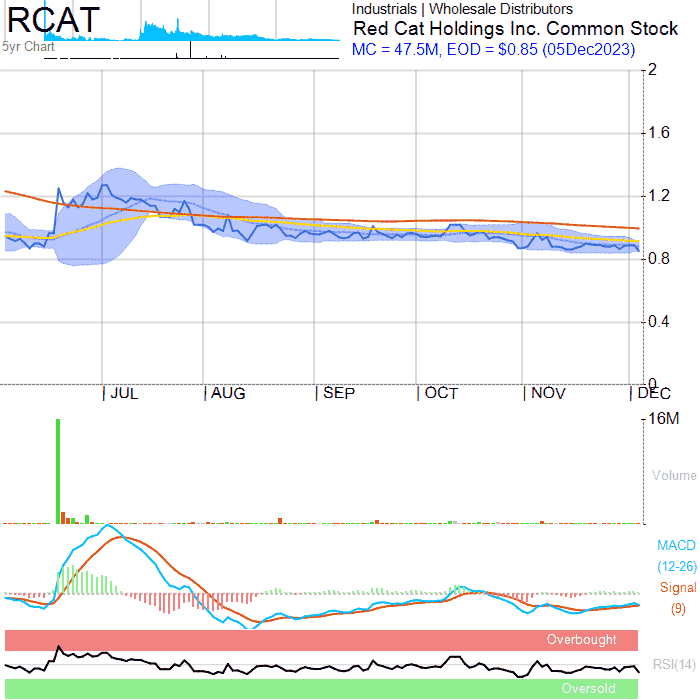 RCAT
5yr Chart
Industrials | Wholesale Distributors
Red Cat Holdings Inc. Common Stock
MC = 47.5M, EOD = $0.85 (05Dec2023)
2
1.6
1.2
0.8
0.4
0
JUL AUG SEP OCT NOV DEC
16M
Volume
MACD
(12-26)
Signal
(9)
Overbought
RSI(14)
Oversold